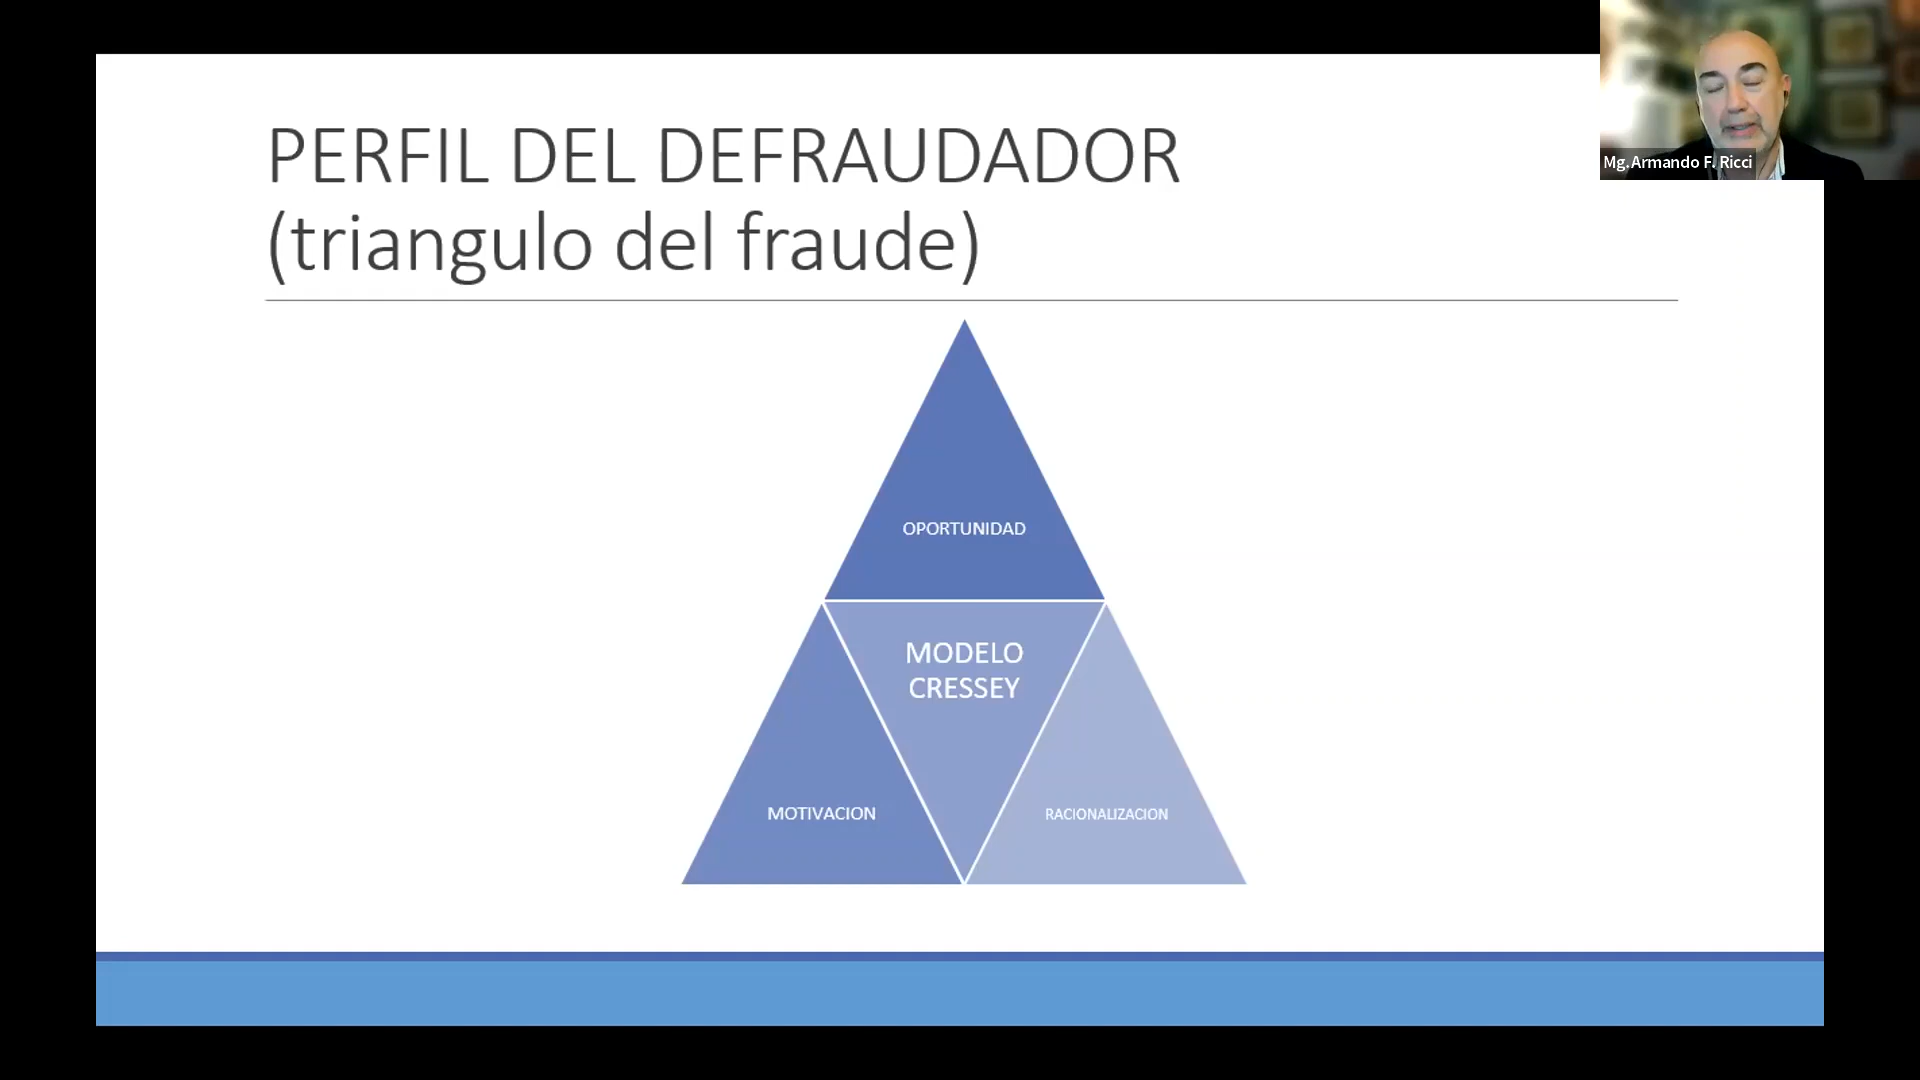 PERFIL DEL DEFRAUDADOR
(triangulo del fraude)
Mg. Armando F. Ricci
OPORTUNIDAD
MODELO
CRESSEY
MOTIVACION
RACIONALIZACION